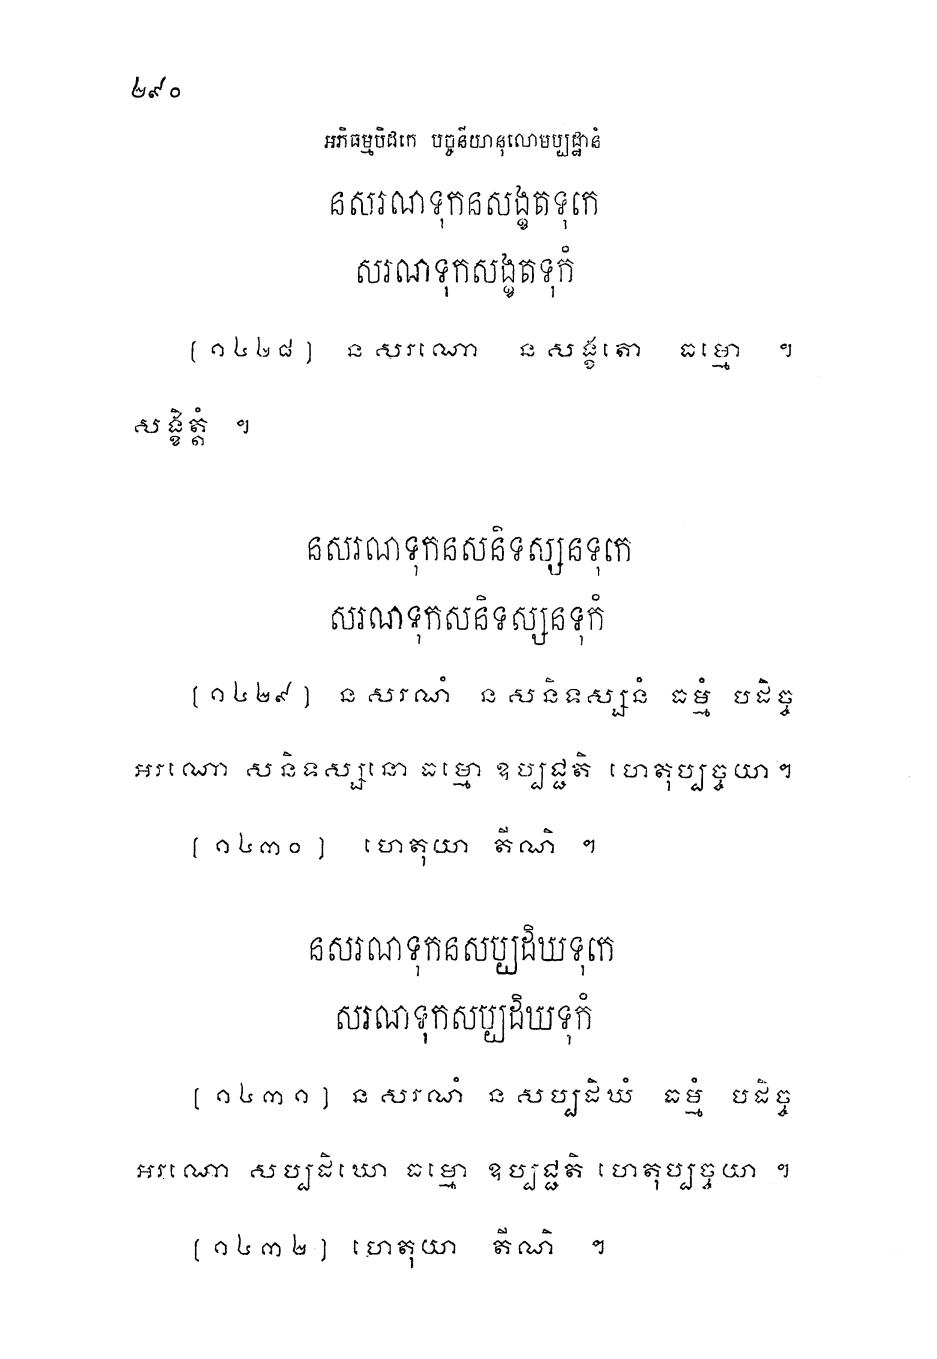 ២៩០
អភិធម្មបិដកេ បច្ចនីយានុលោមប្បដ្ឋានំ
នសរណទុកនសង្ខតទុកេ
សរណទុកសង្ខតទុកំ
(១៤២៨) ន សរណោ ន សង្ខតោ ធម្មោ ។
សង្ខិត្តំ ។
នសរណទុកនសនិទស្សនទុកេ
សរណទុកសនិទស្សនទុកំ
(១៤២៩) ន សរណំ ន សនិទស្សនំ ធម្មំ បដិច្ច
អរណោ សនិទស្សនោ ធម្មោ ឧប្បជ្ជតិ ហេតុប្បច្ចយា ។
(១៤៣០) ហេតុយា តីណិ ។
នសរណទុកនសប្បដិឃទុកេ
សរណទុកសប្បដិឃទុកំ
(១៤៣១) ន សរណំ ន សប្បដិឃំ ធម្មំ បដិច្ច
អរណោ សប្បដិឃោ ធម្មោ ឧប្បជ្ជតិ ហេតុប្បច្ចយា ។
(១៤៣២) ហេតុយា តីណិ ។